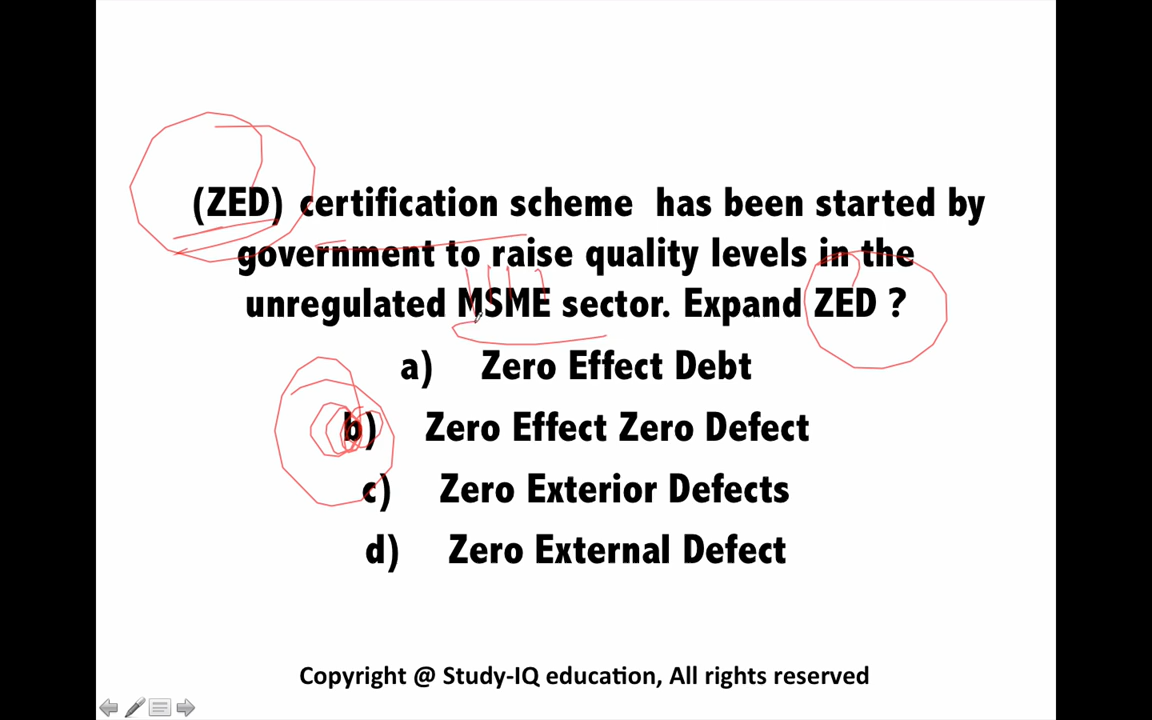 (ZED) certification scheme has been started by
government to raise quality levels in the
unregulated MSME sector. Expand ZED ?
a) Zero Effect Debt
b) Zero Effect Zero Defect
c) Zero Exterior Defects
d) Zero External Defect
Copyright @ Study-IQ education, All rights reserved